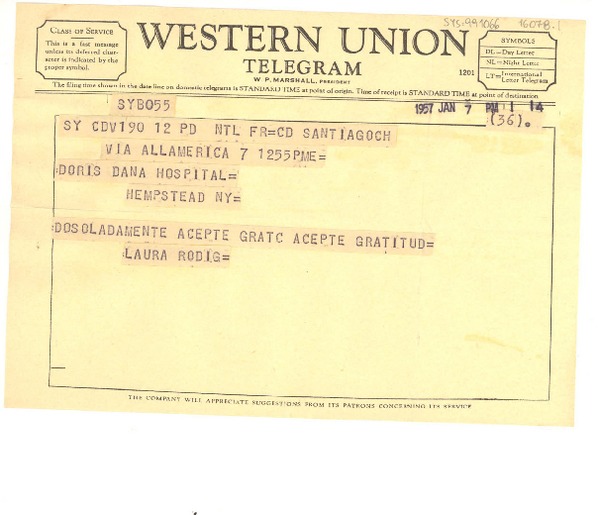 SYS:991066 16078.1
CLASS OF SERVICE
This is a fast message
unless its deferred char-
acter is indicated by the
proper symbol.
WESTERN UNION
TELEGRAM
W. P. MARSHALL, PRESIDENT
1201
SYMBOLS
DL=Day Letter
NL=Night Letter
LT=International Letter Telegram
The filing time shown in the date line on domestic telegrams is STANDARD TIME at point of origin. Time of receipt is STANDARD TIME at point of destination
SYB055
1957 JAN 7 PM 1 14
SY CDV190 12 PD NTL FR=CD SANTIAGOCH
(36).
VIA ALLAMERICA 7 1255PME=
:DORIS DANA HOSPITAL=
HEMPSTEAD NY=
:DOSOLADAMENTE ACEPTE GRATC ACEPTE GRATITUD=
:LAURA RODIG=
THE COMPANY WILL APPRECIATE SUGGESTIONS FROM ITS PATRONS CONCERNING ITS SERVICE